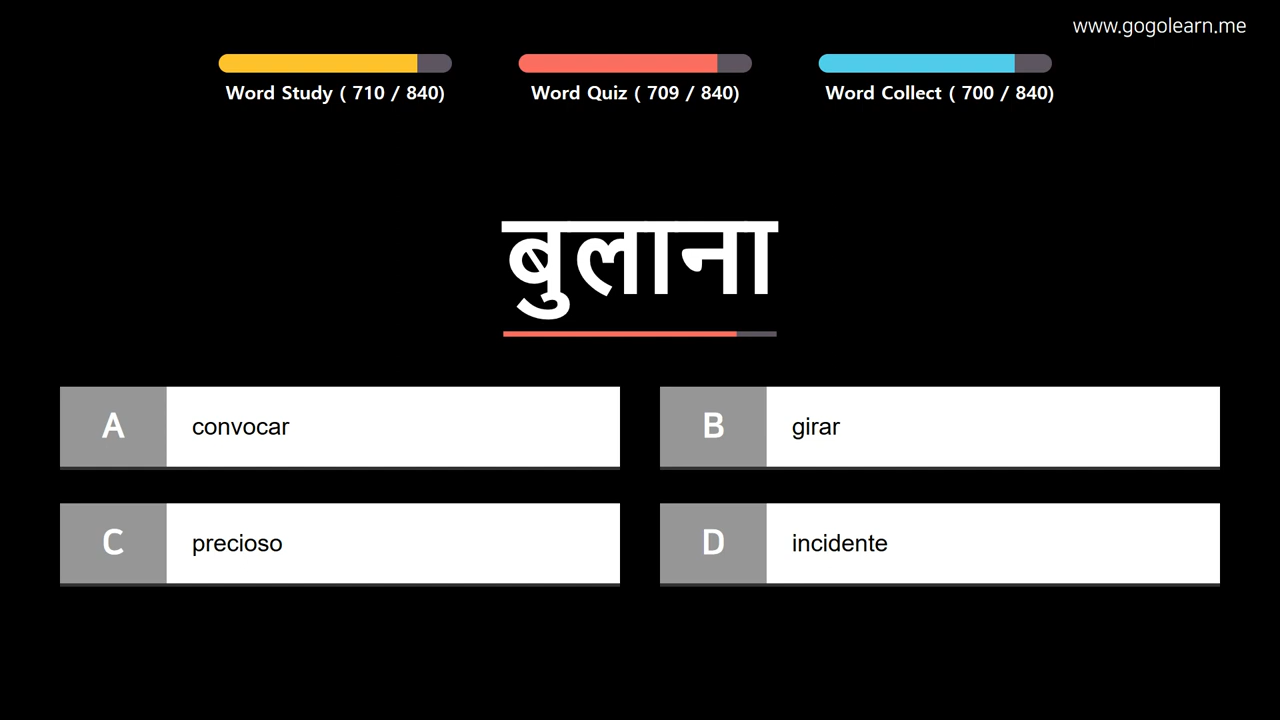 www.gogolearn.me
Word Study ( 710 / 840)
Word Quiz ( 709 / 840)
Word Collect ( 700 / 840)
बुलाना
A convocar
B girar
C precioso
D incidente